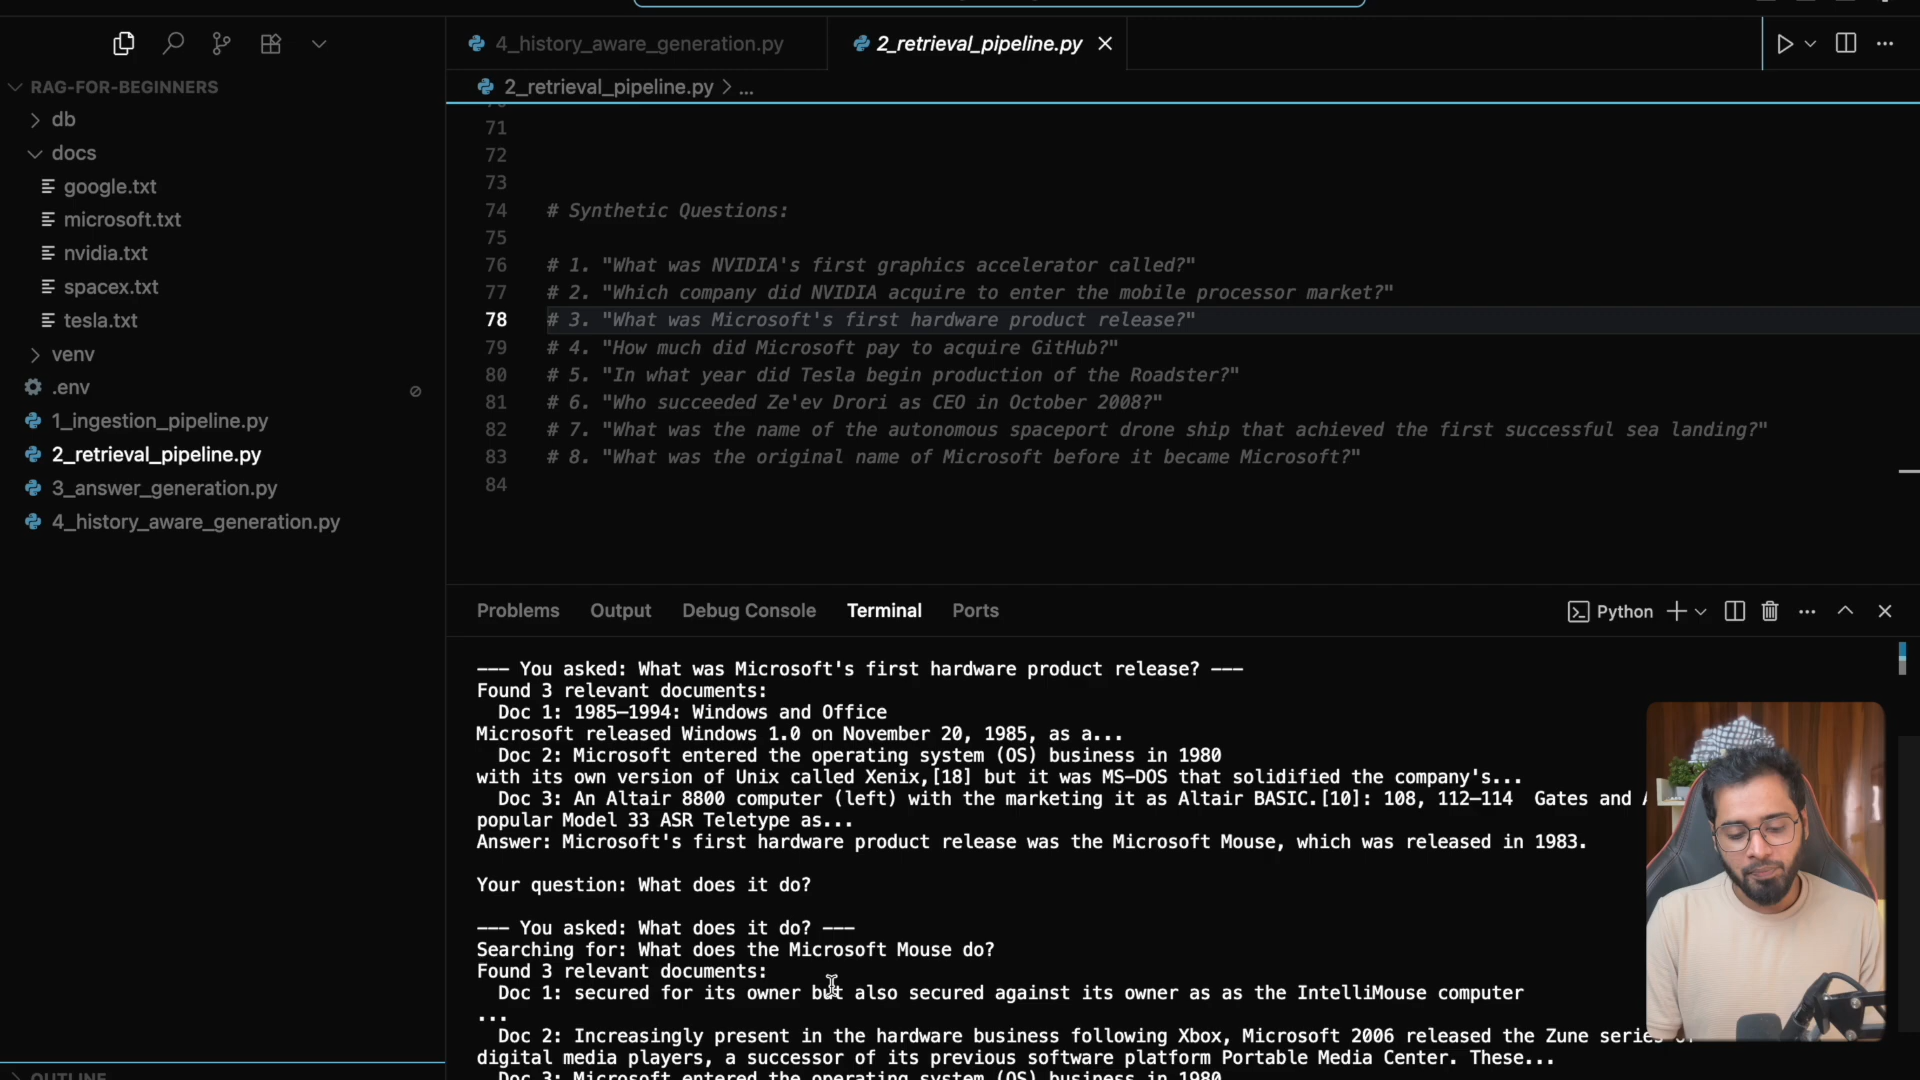 4_history_aware_generation.py
2_retrieval_pipeline.py
RAG-FOR-BEGINNERS
2_retrieval_pipeline.py > ...
db
docs
google.txt
microsoft.txt
nvidia.txt
spacex.txt
tesla.txt
venv
.env
1_ingestion_pipeline.py
2_retrieval_pipeline.py
3_answer_generation.py
4_history_aware_generation.py
71
72
73
74 # Synthetic Questions:
75
76 # 1. "What was NVIDIA's first graphics accelerator called?"
77 # 2. "Which company did NVIDIA acquire to enter the mobile processor market?"
78 # 3. "What was Microsoft's first hardware product release?"
79 # 4. "How much did Microsoft pay to acquire GitHub?"
80 # 5. "In what year did Tesla begin production of the Roadster?"
81 # 6. "Who succeeded Ze'ev Drori as CEO in October 2008?"
82 # 7. "What was the name of the autonomous spaceport drone ship that achieved the first successful sea landing?"
83 # 8. "What was the original name of Microsoft before it became Microsoft?"
84
Problems Output Debug Console Terminal Ports
Python
--- You asked: What was Microsoft's first hardware product release? ---
Found 3 relevant documents:
Doc 1: 1985–1994: Windows and Office
Microsoft released Windows 1.0 on November 20, 1985, as a...
Doc 2: Microsoft entered the operating system (OS) business in 1980
with its own version of Unix called Xenix,[18] but it was MS-DOS that solidified the company's...
Doc 3: An Altair 8800 computer (left) with the marketing it as Altair BASIC.[10]: 108, 112–114 Gates and
popular Model 33 ASR Teletype as...
Answer: Microsoft's first hardware product release was the Microsoft Mouse, which was released in 1983.
Your question: What does it do?
--- You asked: What does it do? ---
Searching for: What does the Microsoft Mouse do?
Found 3 relevant documents:
Doc 1: secured for its owner but also secured against its owner as as the IntelliMouse computer
...
Doc 2: Increasingly present in the hardware business following Xbox, Microsoft 2006 released the Zune series of
digital media players, a successor of its previous software platform Portable Media Center. These...
Doc 3: Microsoft entered the operating system (OS) business in 1980
OUTLINE